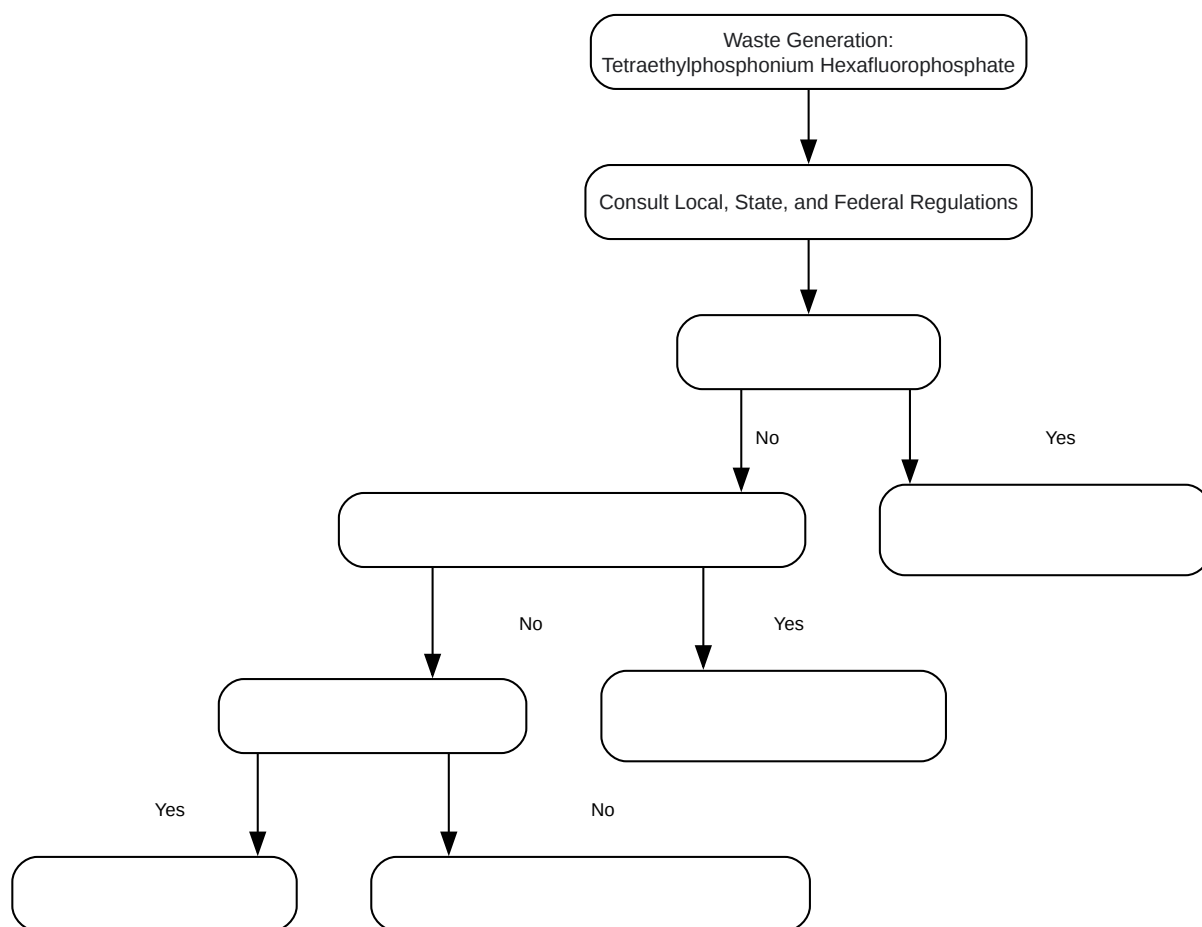 Waste Generation:
Tetraethylphosphonium Hexafluorophosphate
Consult Local, State, and Federal Regulations
No
Yes
No
Yes
Yes
No